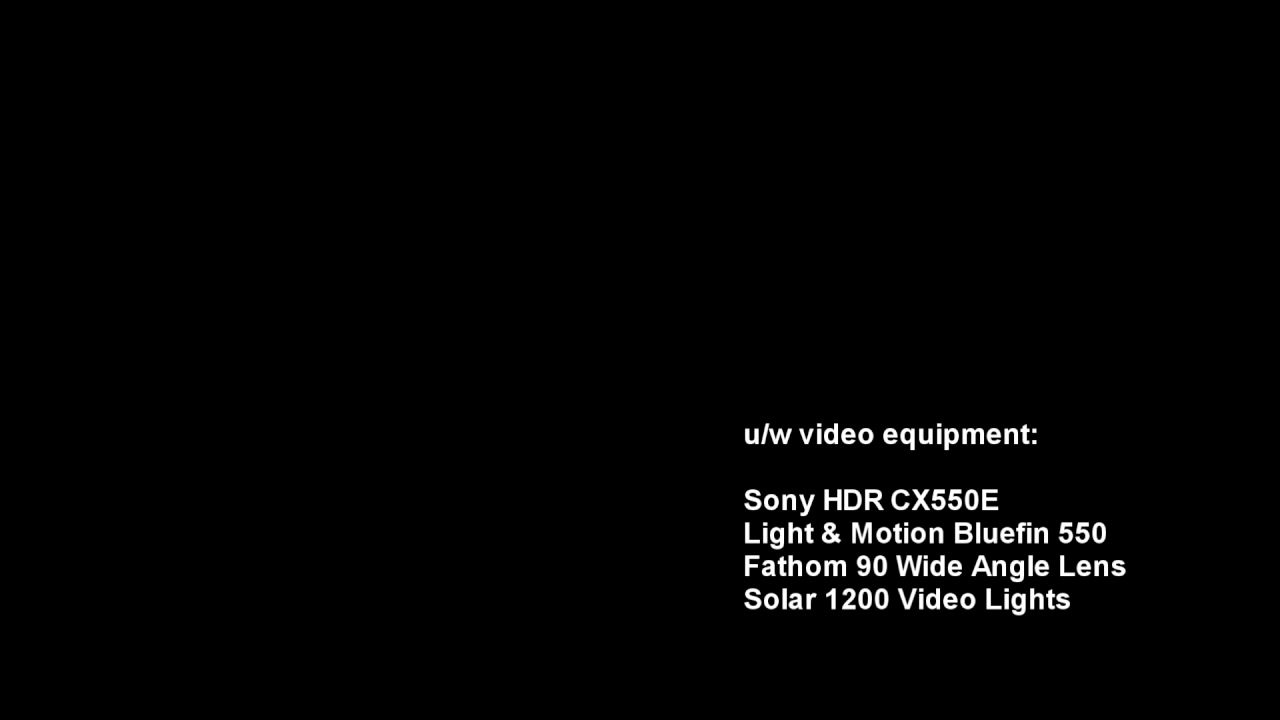 u/w video equipment:
Sony HDR CX550E
Light & Motion Bluefin 550
Fathom 90 Wide Angle Lens
Solar 1200 Video Lights